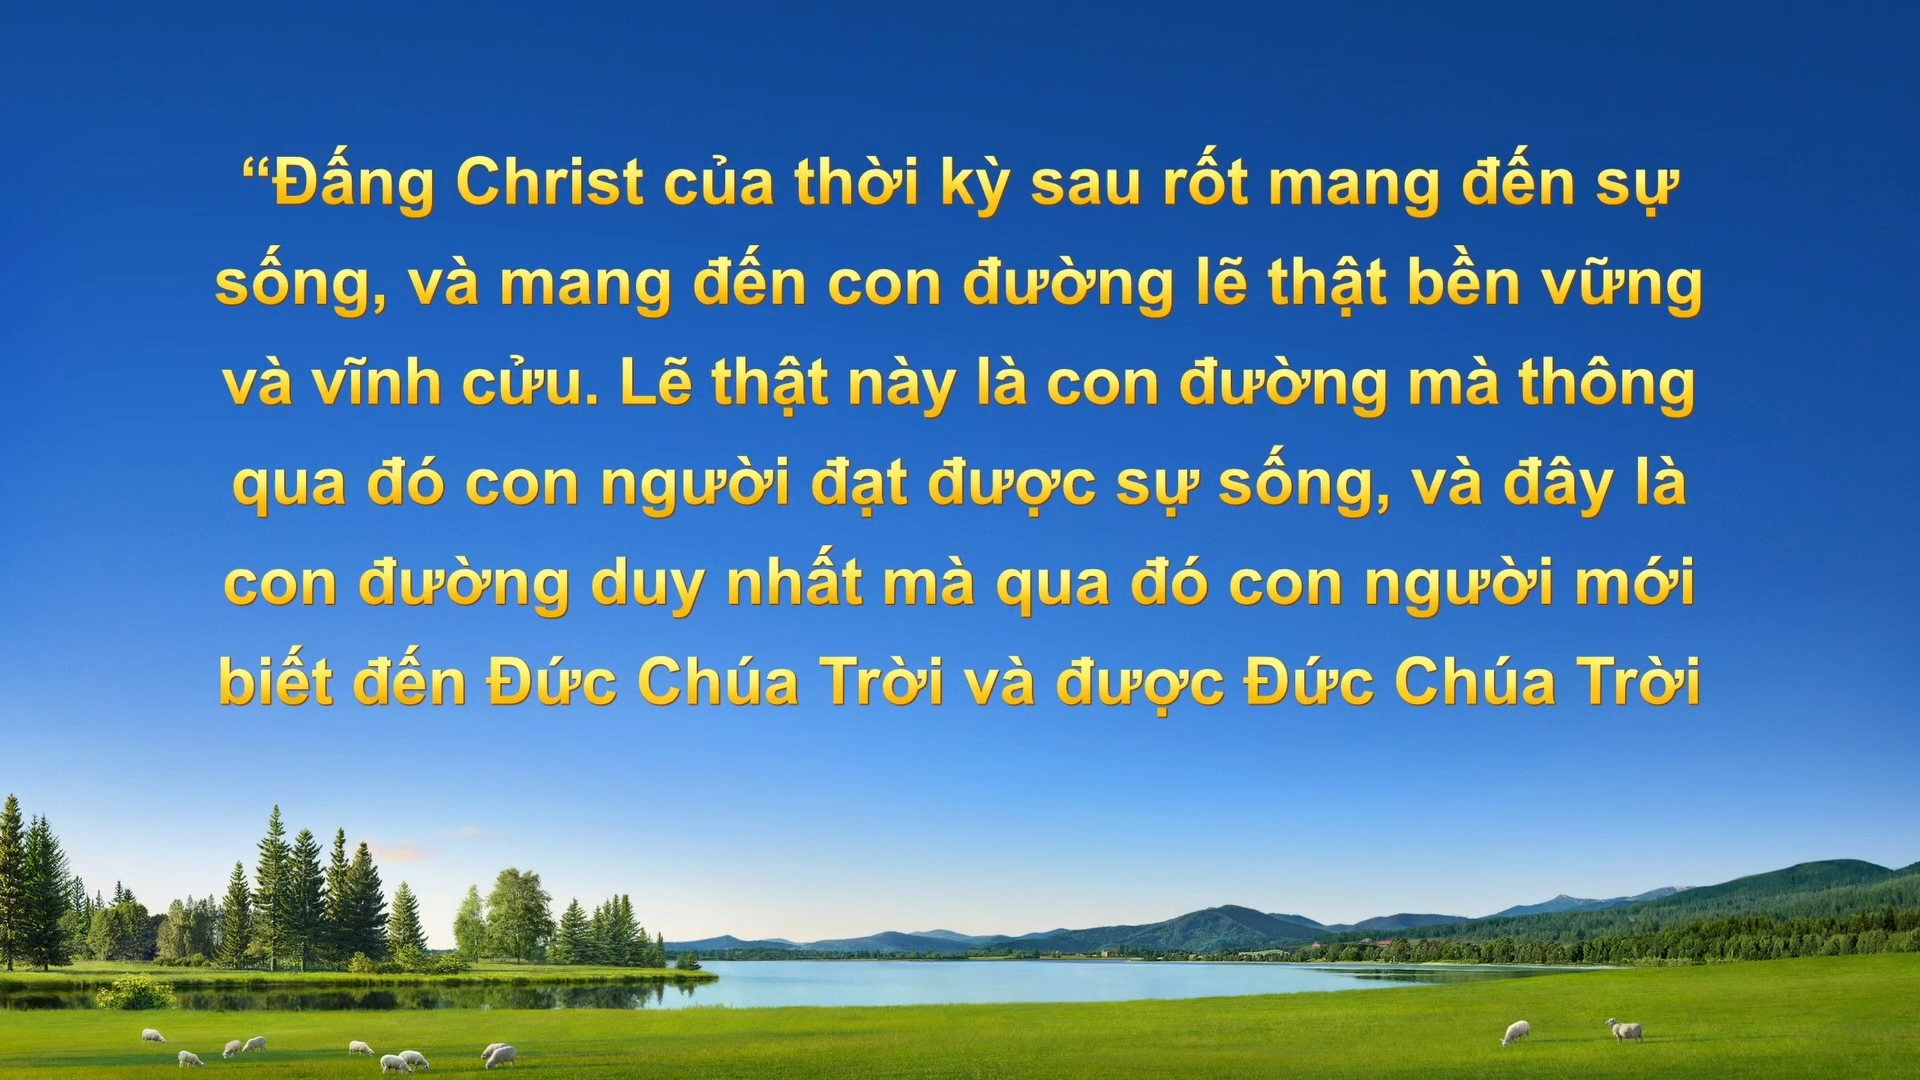 “Đấng Christ của thời kỳ sau rốt mang đến sự
sống, và mang đến con đường lẽ thật bền vững
và vĩnh cửu. Lẽ thật này là con đường mà thông
qua đó con người đạt được sự sống, và đây là
con đường duy nhất mà qua đó con người mới
biết đến Đức Chúa Trời và được Đức Chúa Trời